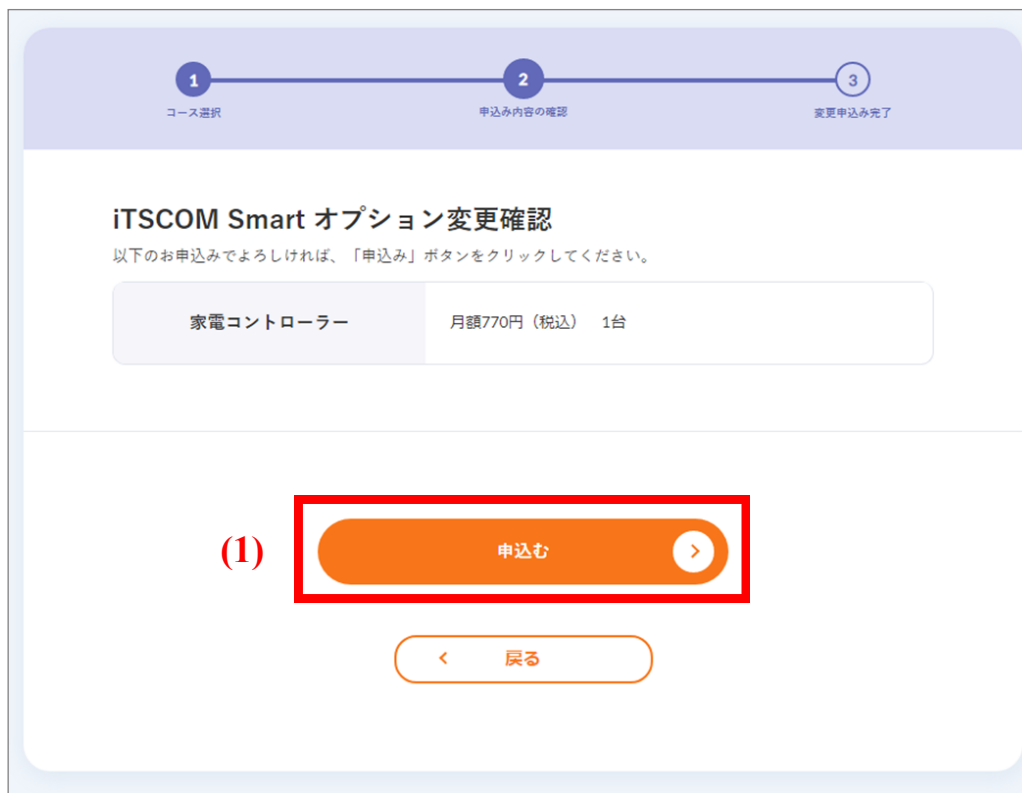 1
2
3
コース選択
申込み内容の確認
変更申込み完了
iTSCOM Smart オプション変更確認
以下のお申込みでよろしければ、「申込み」ボタンをクリックしてください。
家電コントローラー
月額770円（税込） 1台
(1)
申込む
戻る